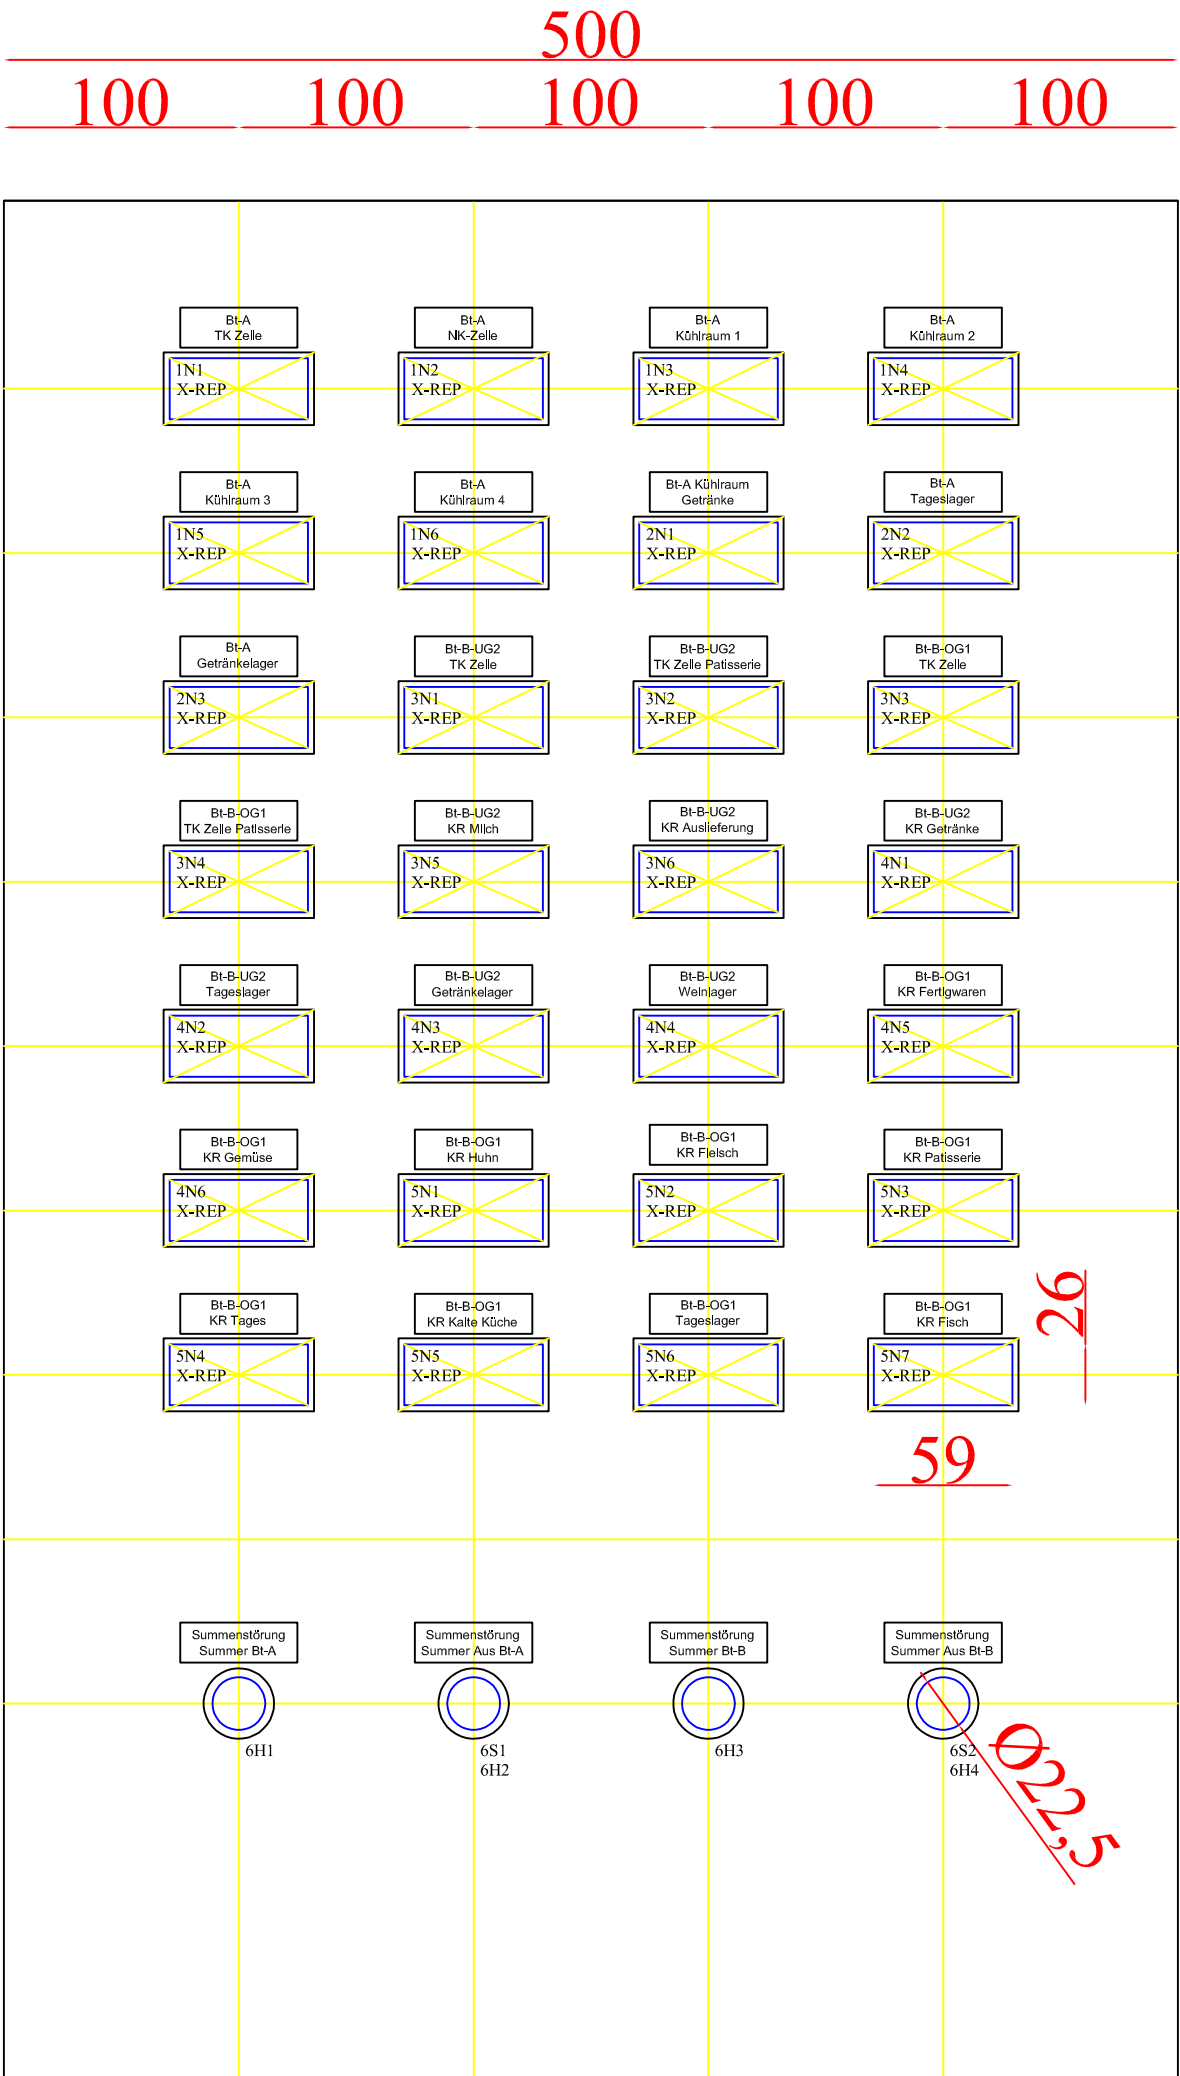 500
100
100
100
100
100
Bt-A
TK Zelle
Bt-A
NK-Zelle
Bt-A
Kühlraum 1
Bt-A
Kühlraum 2
1N1
X-REP
1N2
X-REP
1N3
X-REP
1N4
X-REP
Bt-A
Kühlraum 3
Bt-A
Kühlraum 4
Bt-A Kühlraum
Getränke
Bt-A
Tageslager
1N5
X-REP
1N6
X-REP
2N1
X-REP
2N2
X-REP
Bt-A
Getränkelager
Bt-B-UG2
TK Zelle
Bt-B-UG2
TK Zelle Patisserie
Bt-B-OG1
TK Zelle
2N3
X-REP
3N1
X-REP
3N2
X-REP
3N3
X-REP
Bt-B-OG1
TK Zelle Patisserie
Bt-B-UG2
KR Milch
Bt-B-UG2
KR Auslieferung
Bt-B-UG2
KR Getränke
3N4
X-REP
3N5
X-REP
3N6
X-REP
4N1
X-REP
Bt-B-UG2
Tageslager
Bt-B-UG2
Getränkelager
Bt-B-UG2
Weinlager
Bt-B-OG1
KR Fertigwaren
4N2
X-REP
4N3
X-REP
4N4
X-REP
4N5
X-REP
Bt-B-OG1
KR Gemüse
Bt-B-OG1
KR Huhn
Bt-B-OG1
KR Fleisch
Bt-B-OG1
KR Patisserie
4N6
X-REP
5N1
X-REP
5N2
X-REP
5N3
X-REP
Bt-B-OG1
KR Tages
Bt-B-OG1
KR Kalte Küche
Bt-B-OG1
Tageslager
Bt-B-OG1
KR Fisch
26
5N4
X-REP
5N5
X-REP
5N6
X-REP
5N7
X-REP
59
Summenstörung
Summer Bt-A
Summenstörung
Summer Aus Bt-A
Summenstörung
Summer Bt-B
Summenstörung
Summer Aus Bt-B
6H1
6S1
6H2
6H3
6S2
6H4
Ø22,5